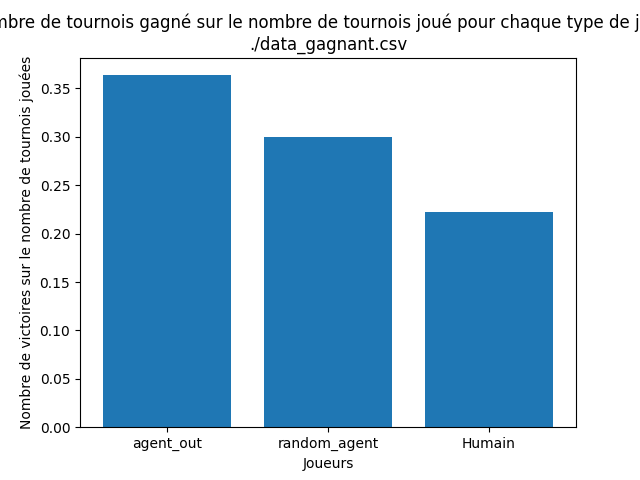 de tournois gagné sur le nombre de tournois joué pour chaque type de
./data_gagnant.csv
Nombre de victoires sur le nombre de tournois jouées
0.35
0.30
0.25
0.20
0.15
0.10
0.05
0.00
agent_out
random_agent
Humain
Joueurs